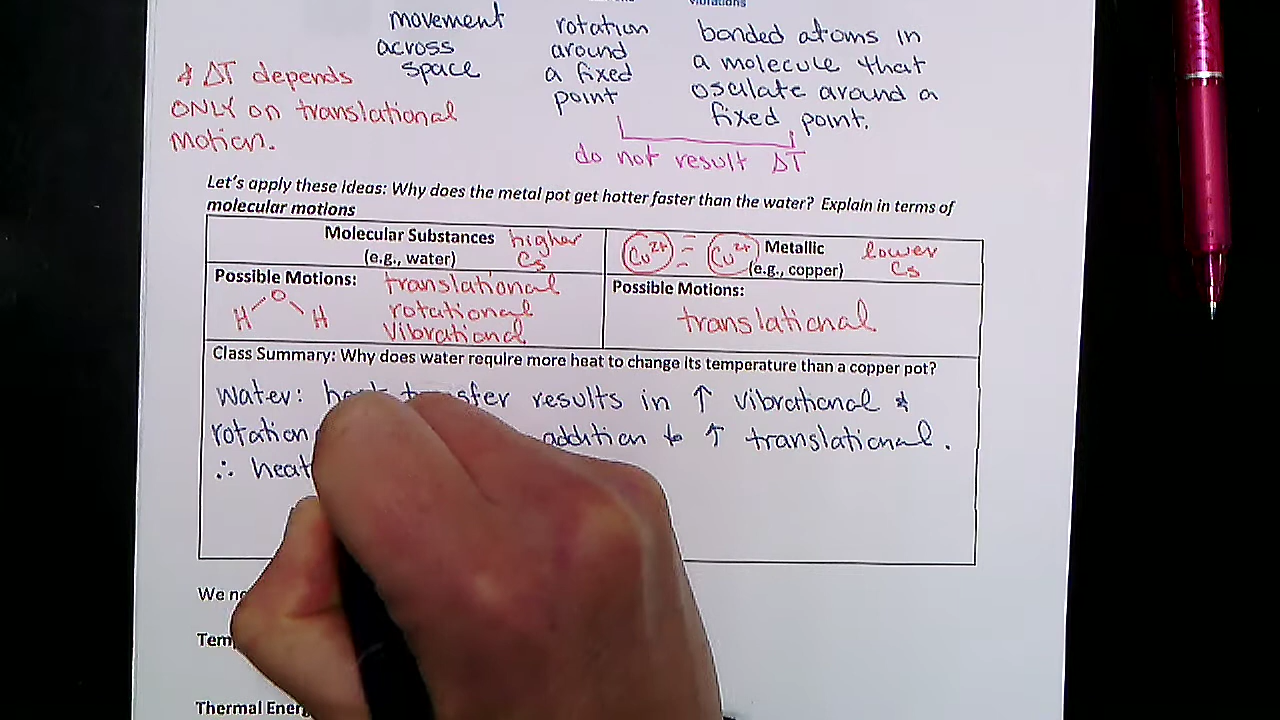 vibrations
movement
across
space
rotation
around
a fixed
point
bonded atoms in
a molecule that
oscilate around a
fixed point.
* ΔT depends
ONLY on translational
motion.
do not result ΔT
Let's apply these ideas: Why does the metal pot get hotter faster than the water? Explain in terms of
molecular motions
Molecular Substances higher
(e.g., water) Cs
Cu²⁺ Cu²⁺ Metallic lower
(e.g., copper) Cs
Possible Motions: translational
rotational
vibrational
H O H
Possible Motions:
translational
Class Summary: Why does water require more heat to change its temperature than a copper pot?
Water: heat transfer results in ↑ vibrational &
rotation addition to ↑ translational.
∴ heat
We
Thermal